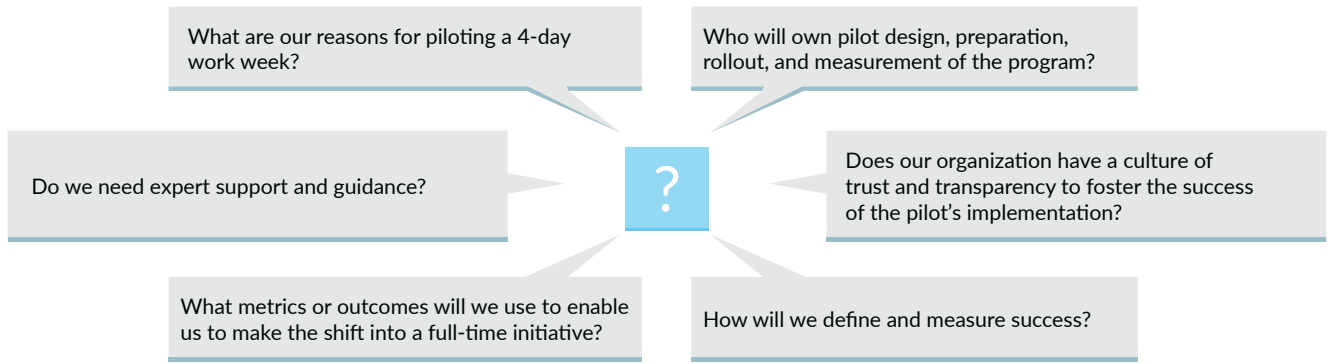 What are our reasons for piloting a 4-day
work week?
Who will own pilot design, preparation,
rollout, and measurement of the program?
Do we need expert support and guidance?
?
Does our organization have a culture of
trust and transparency to foster the success
of the pilot’s implementation?
What metrics or outcomes will we use to enable
us to make the shift into a full-time initiative?
How will we define and measure success?